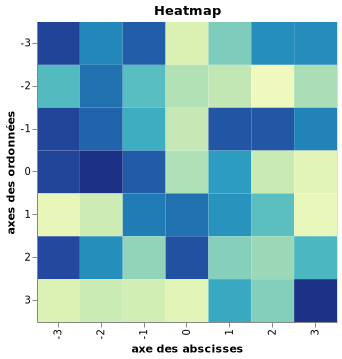 Heatmap
axes des ordonnées
-3
-2
-1
0
1
2
3
-3 -2 -1 0 1 2 3
axe des abscisses